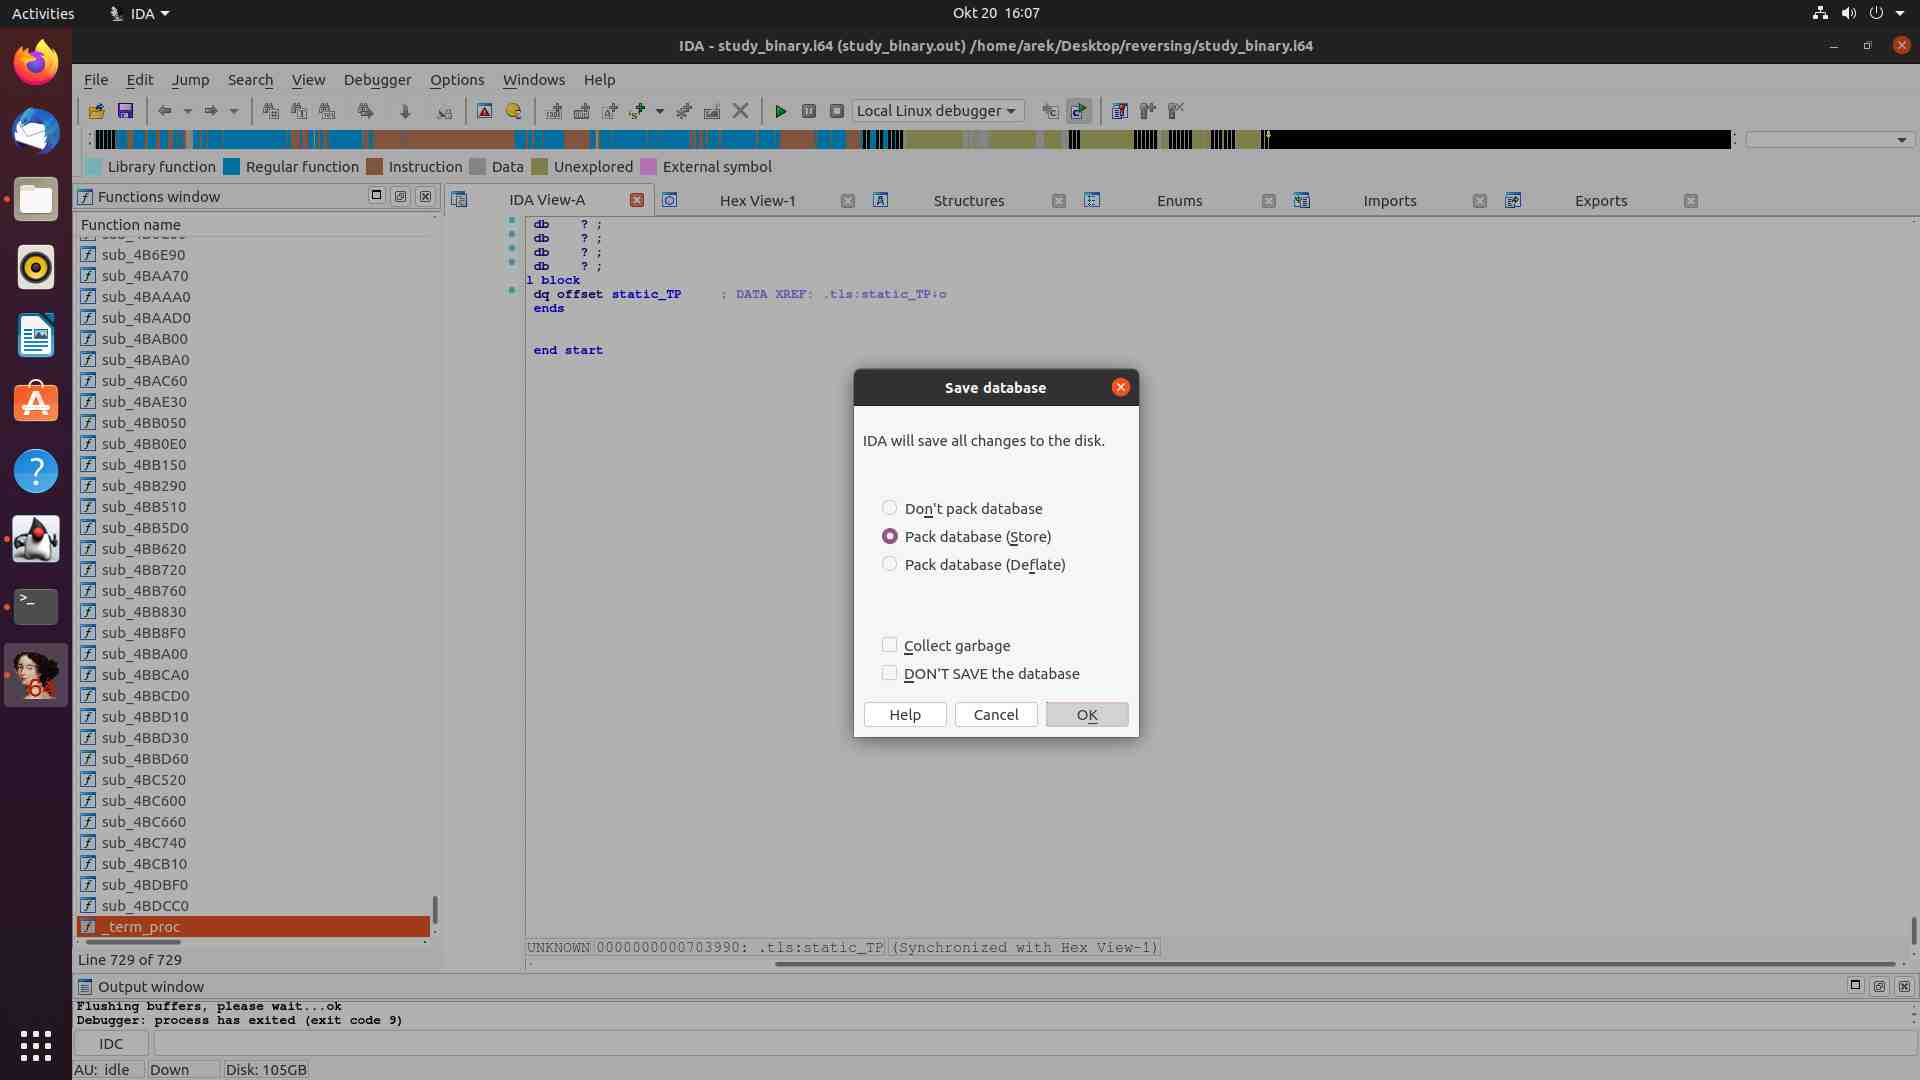 Activities
IDA
Okt 20 16:07
IDA - study_binary.i64 (study_binary.out) /home/arek/Desktop/reversing/study_binary.i64
File Edit Jump Search View Debugger Options Windows Help
Local Linux debugger
Library function Regular function Instruction Data Unexplored External symbol
Functions window
IDA View-A
Hex View-1
Structures
Enums
Imports
Exports
Function name
sub_4B6E90
sub_4BAA70
sub_4BAAA0
sub_4BAAD0
sub_4BAB00
sub_4BABA0
sub_4BAC60
sub_4BAE30
sub_4BB050
sub_4BB0E0
sub_4BB150
sub_4BB290
sub_4BB510
sub_4BB5D0
sub_4BB620
sub_4BB720
sub_4BB760
sub_4BB830
sub_4BB8F0
sub_4BBA00
sub_4BBCA0
sub_4BBCD0
sub_4BBD10
sub_4BBD30
sub_4BBD60
sub_4BC520
sub_4BC600
sub_4BC660
sub_4BC740
sub_4BCB10
sub_4BDBF0
sub_4BDCC0
_term_proc
Line 729 of 729
db ? ;
db ? ;
db ? ;
db ? ;
l block
dq offset static_TP ; DATA XREF: .tls:static_TP↓o
ends
end start
UNKNOWN 0000000000703990: .tls:static_TP (Synchronized with Hex View-1)
Save database
IDA will save all changes to the disk.
Don't pack database
Pack database (Store)
Pack database (Deflate)
Collect garbage
DON'T SAVE the database
Help Cancel OK
Output window
Flushing buffers, please wait...ok
Debugger: process has exited (exit code 9)
IDC
AU: idle Down Disk: 105GB
64